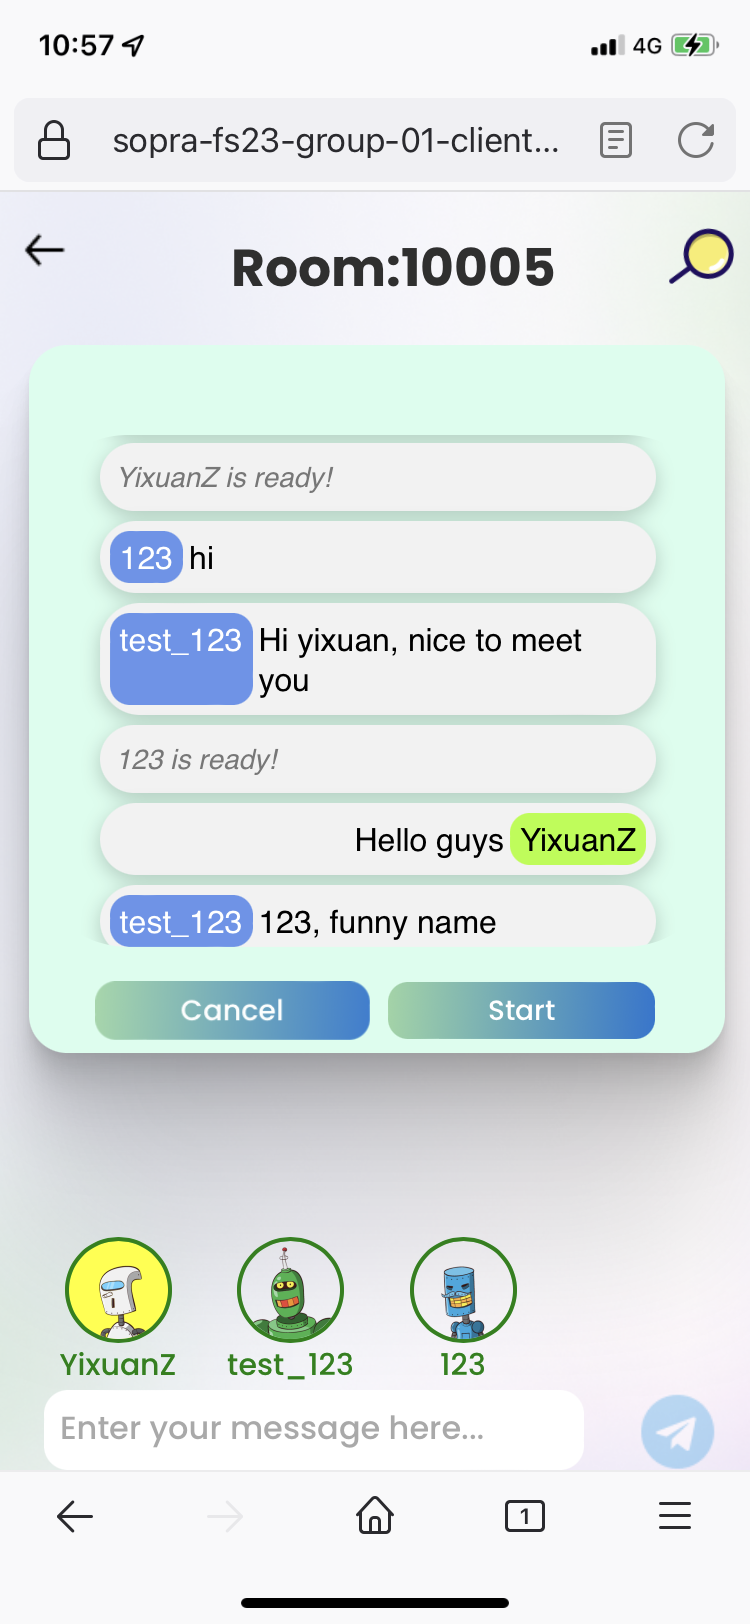 10:57
4G
sopra-fs23-group-01-client...
Room:10005
YixuanZ is ready!
123 hi
test_123 Hi yixuan, nice to meet
you
123 is ready!
Hello guys YixuanZ
test_123 123, funny name
Cancel Start
YixuanZ test_123 123
Enter your message here...
1